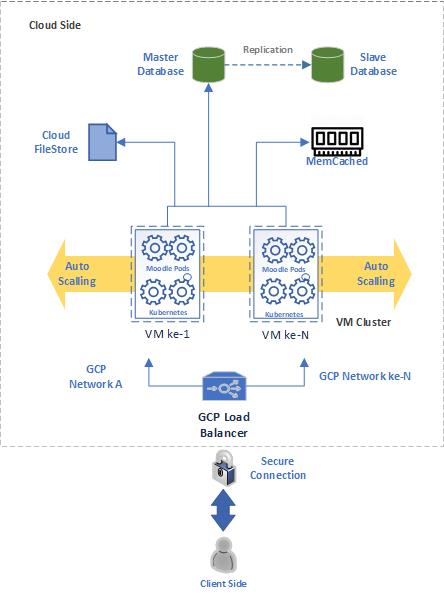 Cloud Side
Master
Database
Replication
Slave
Database
Cloud
FileStore
MemCached
Auto
Scalling
Moodle Pods
Kubernetes
Moodle Pods
Kubernetes
Auto
Scalling
VM ke-1
VM ke-N
VM Cluster
GCP
Network A
GCP Network ke-N
GCP Load
Balancer
Secure
Connection
Client Side